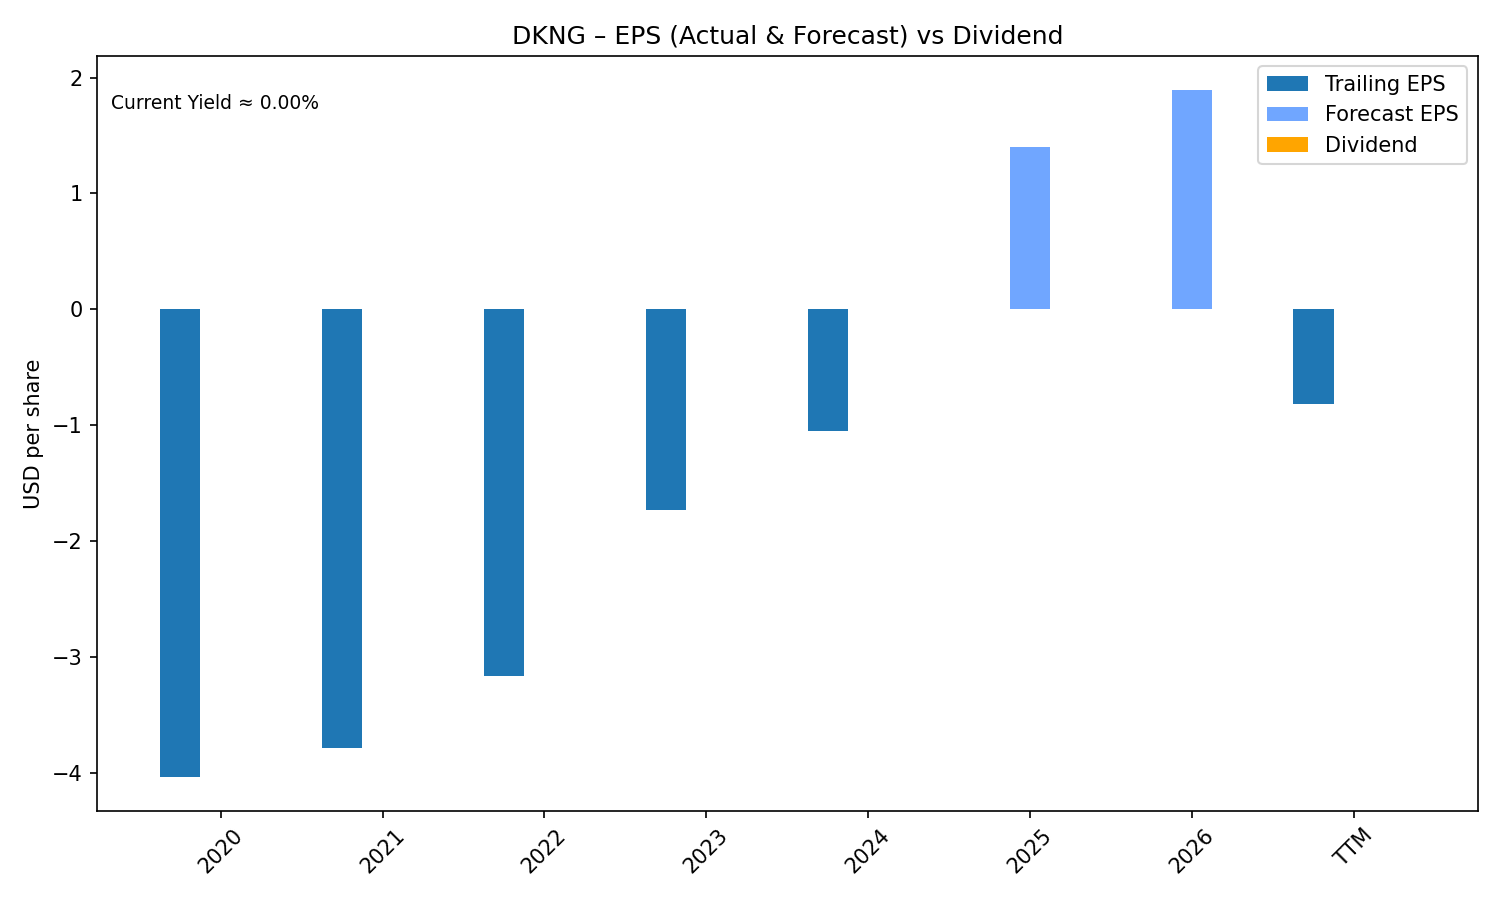 DKNG – EPS (Actual & Forecast) vs Dividend
Current Yield ≈ 0.00%
Trailing EPS
Forecast EPS
Dividend
USD per share
2
1
0
−1
−2
−3
−4
2020
2021
2022
2023
2024
2025
2026
TTM